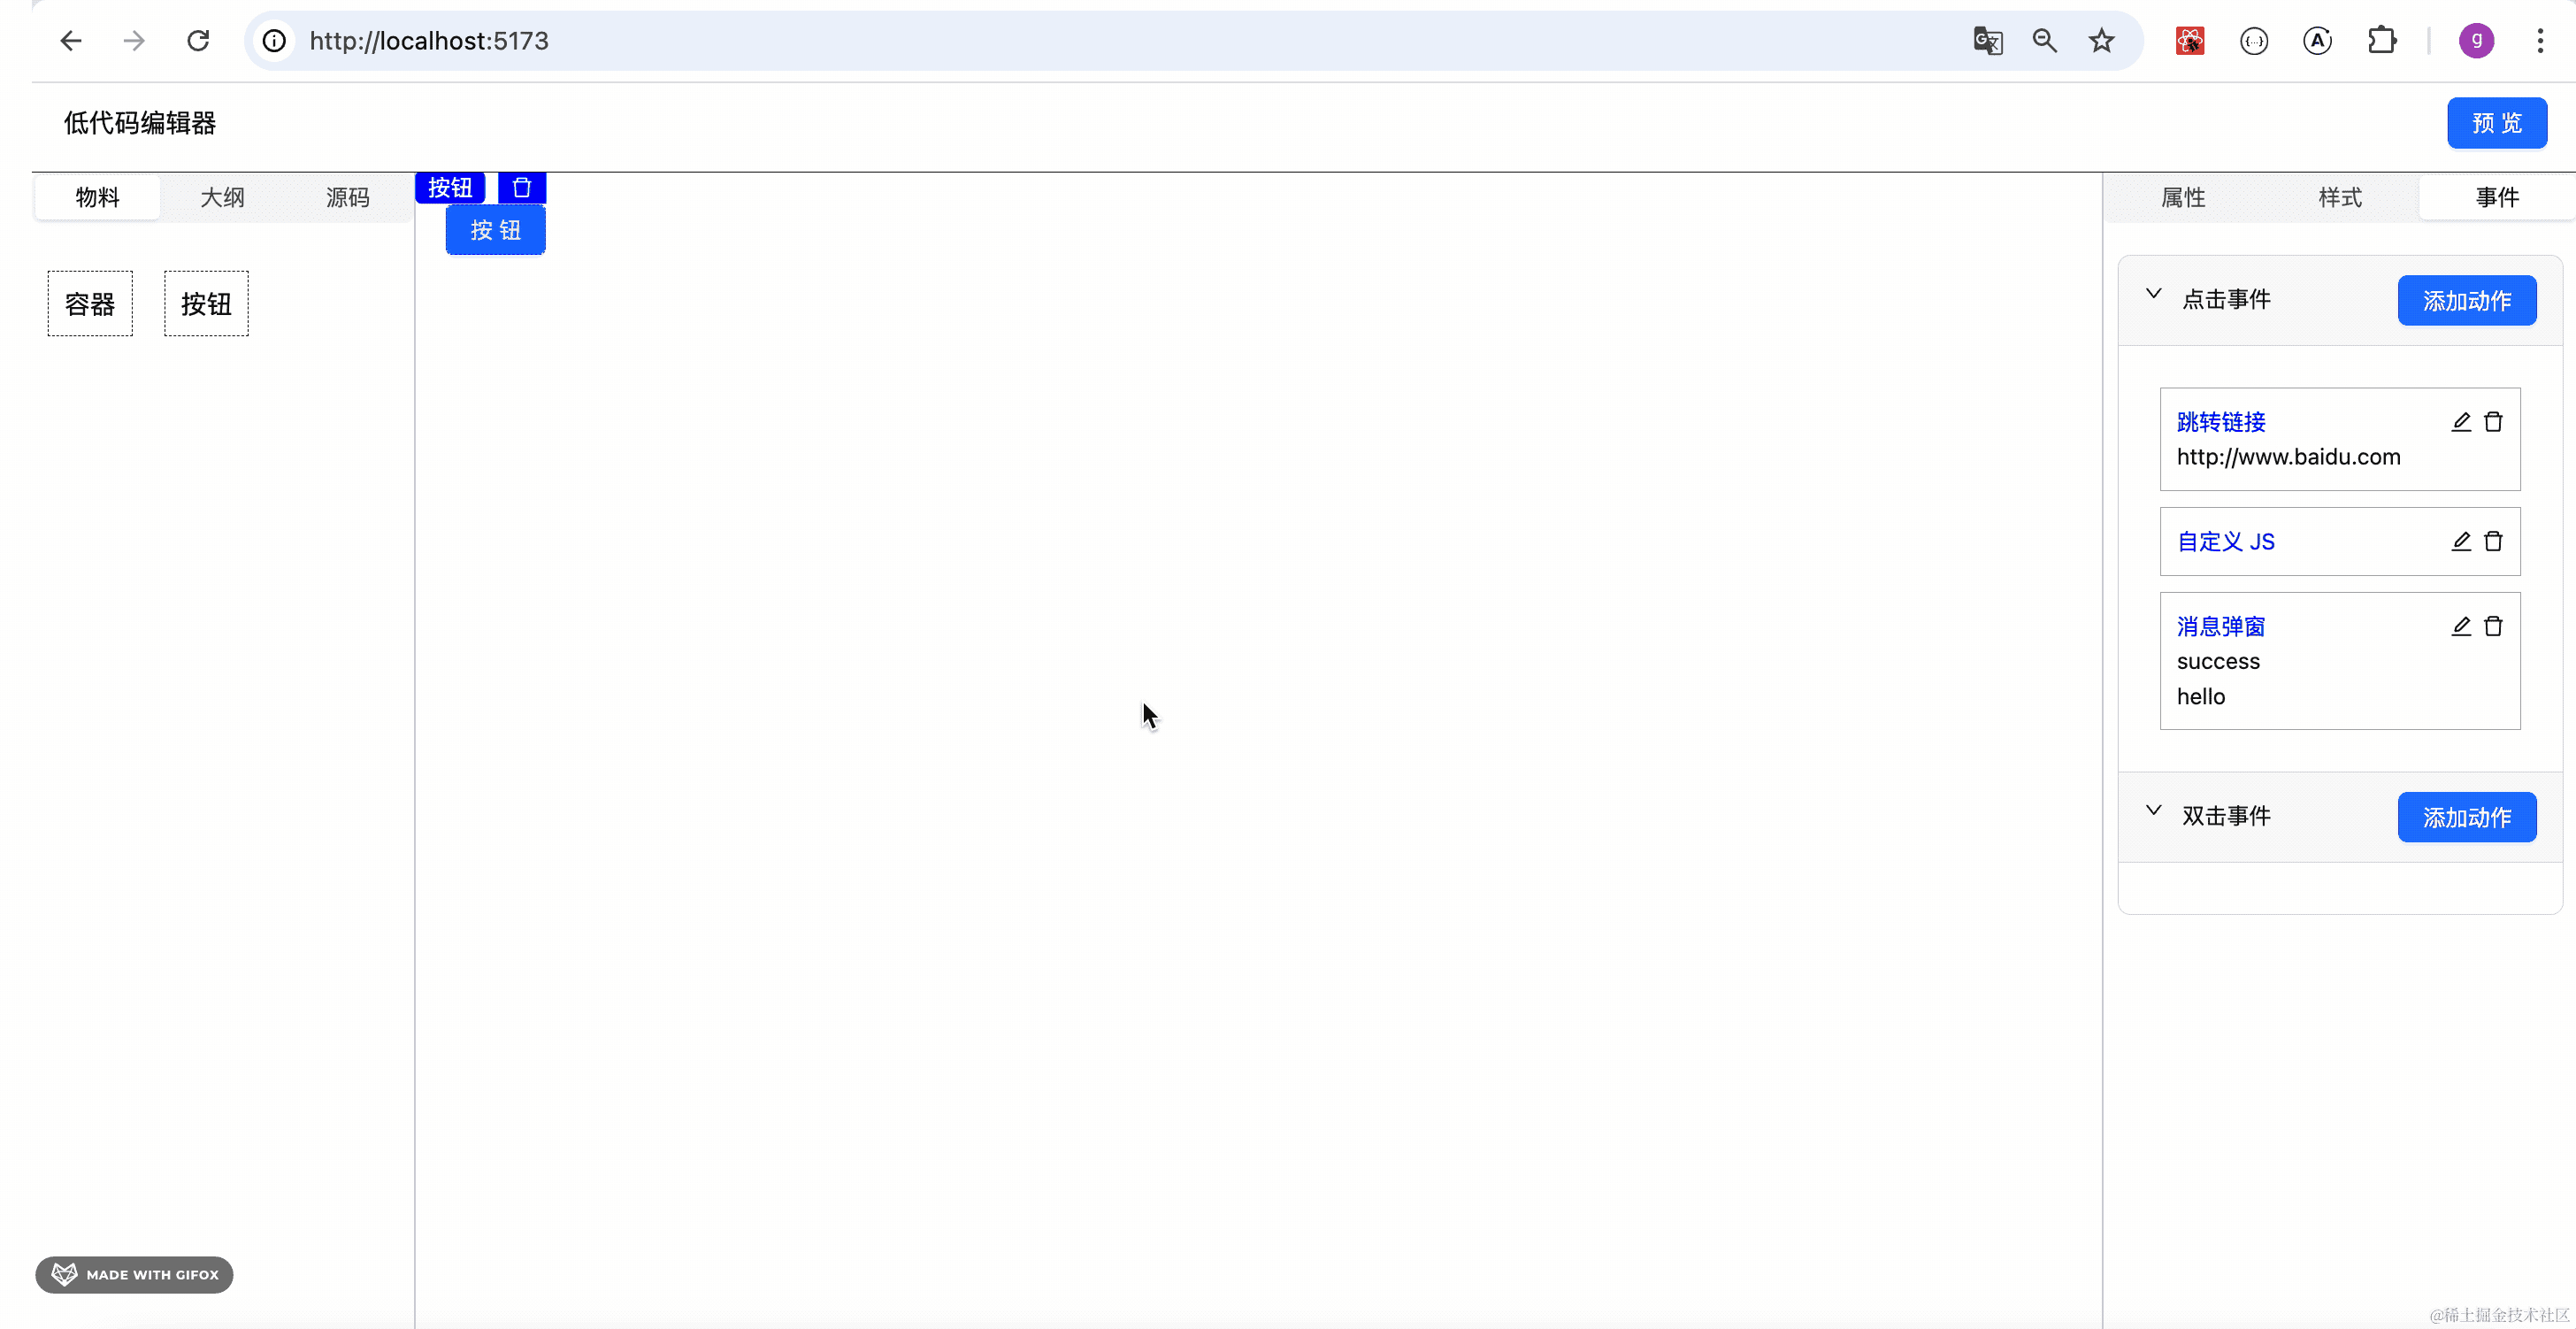 http://localhost:5173
g
低代码编辑器
预 览
物料
大纲
源码
按钮
按 钮
容器
按钮
属性
样式
事件
点击事件
添加动作
跳转链接
http://www.baidu.com
自定义 JS
消息弹窗
success
hello
双击事件
添加动作
MADE WITH GIFOX
@稀土掘金技术社区